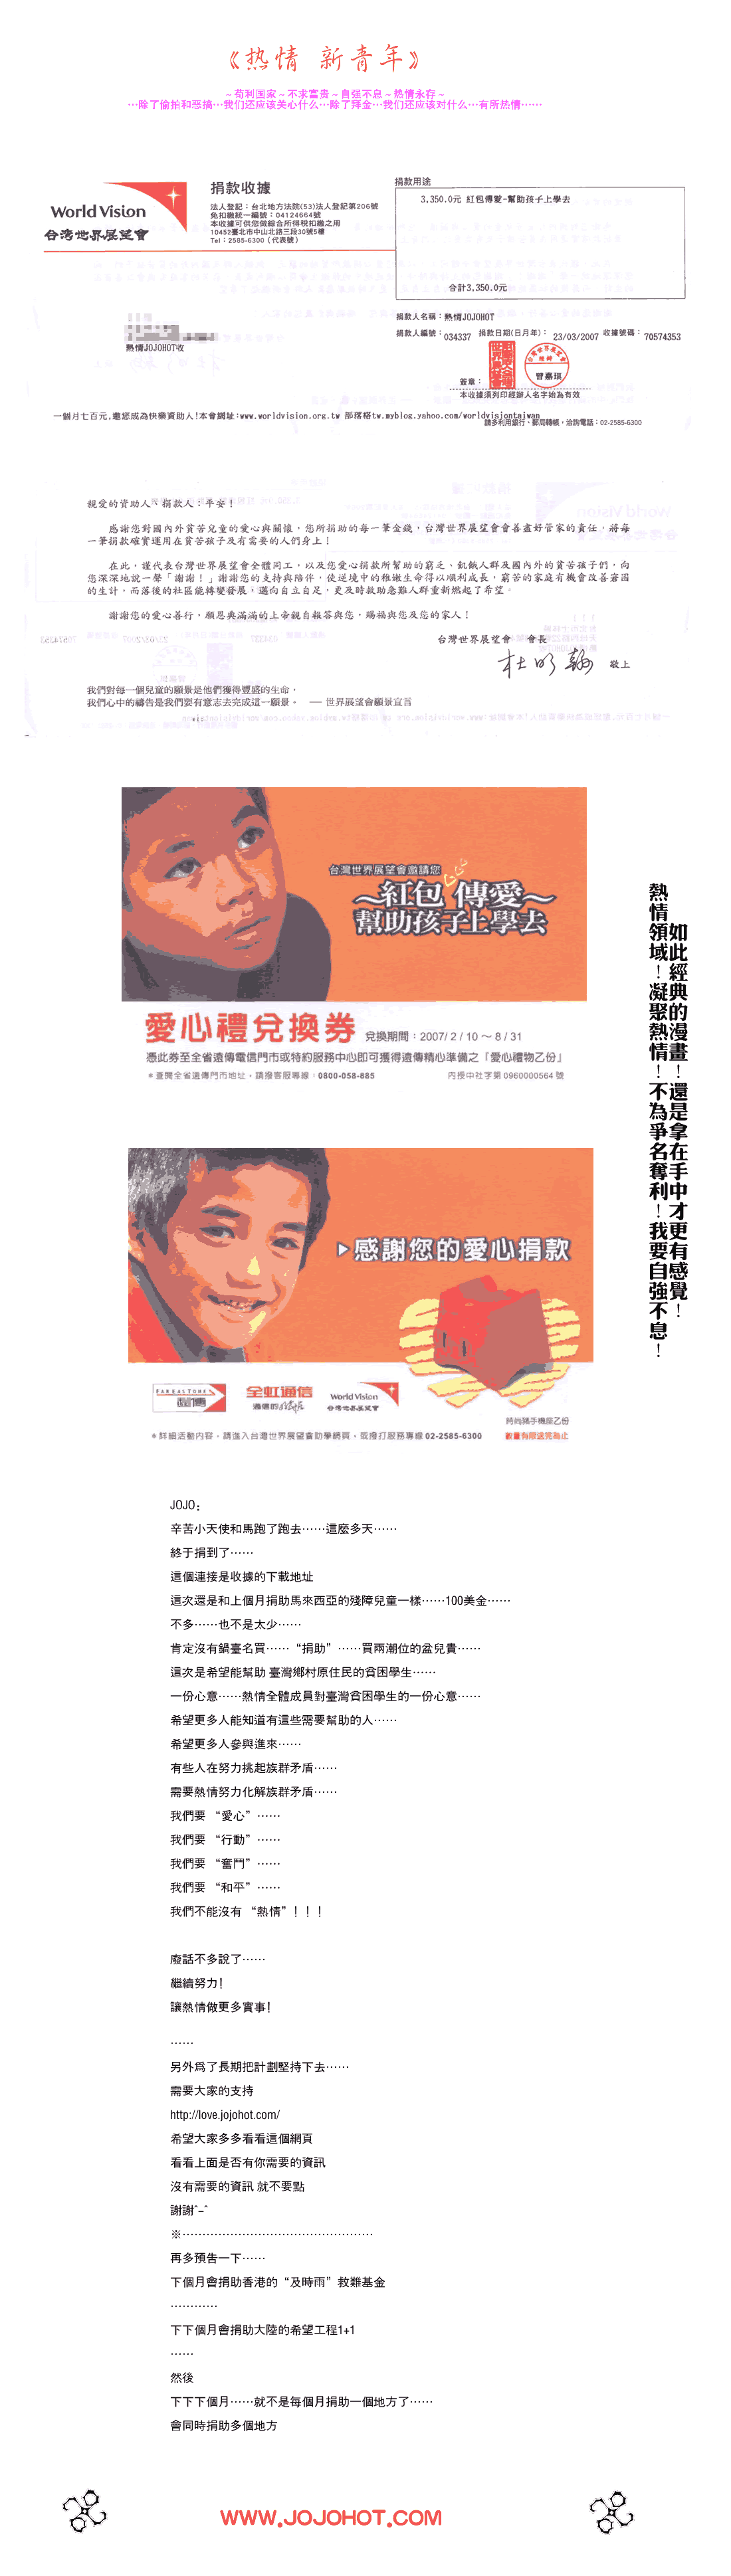 《热情 新青年》
~苟利国家~不求富贵~自强不息~热情永存~
…除了偷拍和恶搞…我们还应该关心什么…除了拜金…我们还应该对什么…有所热情……
World Vision
台湾世界展望會
捐款收據
法人登記：台北地方法院(53)法人登記第206號
免扣繳統一編號：04124664號
本收據可供您做綜合所得稅扣繳之用
10452臺北市中山北路三段30號5樓
Tel：2585-6300（代表號）
捐款用途
3,350.0元 紅包傳愛-幫助孩子上學去
合計3,350.0元
熱情JOJOHOT收
捐款人名稱：熱情JOJOHOT
捐款人編號：034337 捐款日期(日月年)：23/03/2007 收據號碼：70574353
曾嘉琪
簽章：
本收據須列印經辦人名字始為有效
一個月七百元,邀您成為快樂資助人!本會網址:www.worldvision.org.tw 部落格tw.myblog.yahoo.com/worldvisiontaiwan
請多利用銀行、郵局轉帳，洽詢電話：02-2585-6300
親愛的資助人、捐款人：平安！
感謝您對國內外貧苦兒童的愛心與關懷，您所捐助的每一筆金錢，台灣世界展望會會善盡好管家的責任，將每
一筆捐款確實運用在貧苦孩子及有需要的人們身上！
在此，謹代表台灣世界展望會全體同工，以及您愛心捐款所幫助的窮乏、飢餓人群及國內外的貧苦孩子們，向
您深深地說一聲「謝謝！」謝謝您的支持與陪伴，使逆境中的稚嫩生命得以順利成長，窮苦的家庭有機會改善窘困
的生計，而落後的社區能轉變發展，邁向自立自足，更及時救助急難人群重新燃起了希望。
謝謝您的愛心善行，願恩典滿滿的上帝親自報答與您，賜福與您及您的家人！
台灣世界展望會 會長
杜明翰 敬上
我們對每一個兒童的願景是他們獲得豐盛的生命，
我們心中的禱告是我們要有意志去完成這一願景。 — 世界展望會願景宣言
台灣世界展望會邀請您
～紅包傳愛～
幫助孩子上學去
愛心禮兌換券 兌換期間：2007/2/10～8/31
憑此券至全省遠傳電信門市或特約服務中心即可獲得遠傳精心準備之「愛心禮物乙份」
＊查閱全省遠傳門市地址，請撥客服專線，0800-058-885 內授中社字第0960000564號
如此經典的漫畫！還是拿在手中才更有感覺！
熱情領域！凝聚熱情！不為爭名奪利！我要自強不息！
感謝您的愛心捐款
FAREASTONE
遠傳
全虹通信
World Vision
台湾世界展望會
時尚豬手機座乙份
＊詳細活動內容，請進入台灣世界展望會助學網頁，或撥打服務專線 02-2585-6300 數量有限送完為止
JOJO：
辛苦小天使和馬跑了跑去……這麼多天……
終于捐到了……
這個連接是收據的下載地址
這次還是和上個月捐助馬來西亞的殘障兒童一樣……100美金……
不多……也不是太少……
肯定沒有鍋臺名買……“捐助”……買兩潮位的盆兒貴……
這次是希望能幫助 臺灣鄉村原住民的貧困學生……
一份心意……熱情全體成員對臺灣貧困學生的一份心意……
希望更多人能知道有這些需要幫助的人……
希望更多人參與進來……
有些人在努力挑起族群矛盾……
需要熱情努力化解族群矛盾……
我們要 “愛心”……
我們要 “行動”……
我們要 “奮鬥”……
我們要 “和平”……
我們不能沒有 “熱情”！！！
廢話不多說了……
繼續努力！
讓熱情做更多實事！
……
另外爲了長期把計劃堅持下去……
需要大家的支持
http://love.jojohot.com/
希望大家多多看看這個網頁
看看上面是否有你需要的資訊
沒有需要的資訊 就不要點
謝謝^-^
※…………………………………………
再多預告一下……
下個月會捐助香港的“及時雨”救難基金
…………
下下個月會捐助大陸的希望工程1+1
……
然後
下下下個月……就不是每個月捐助一個地方了……
會同時捐助多個地方
WWW.JOJOHOT.COM